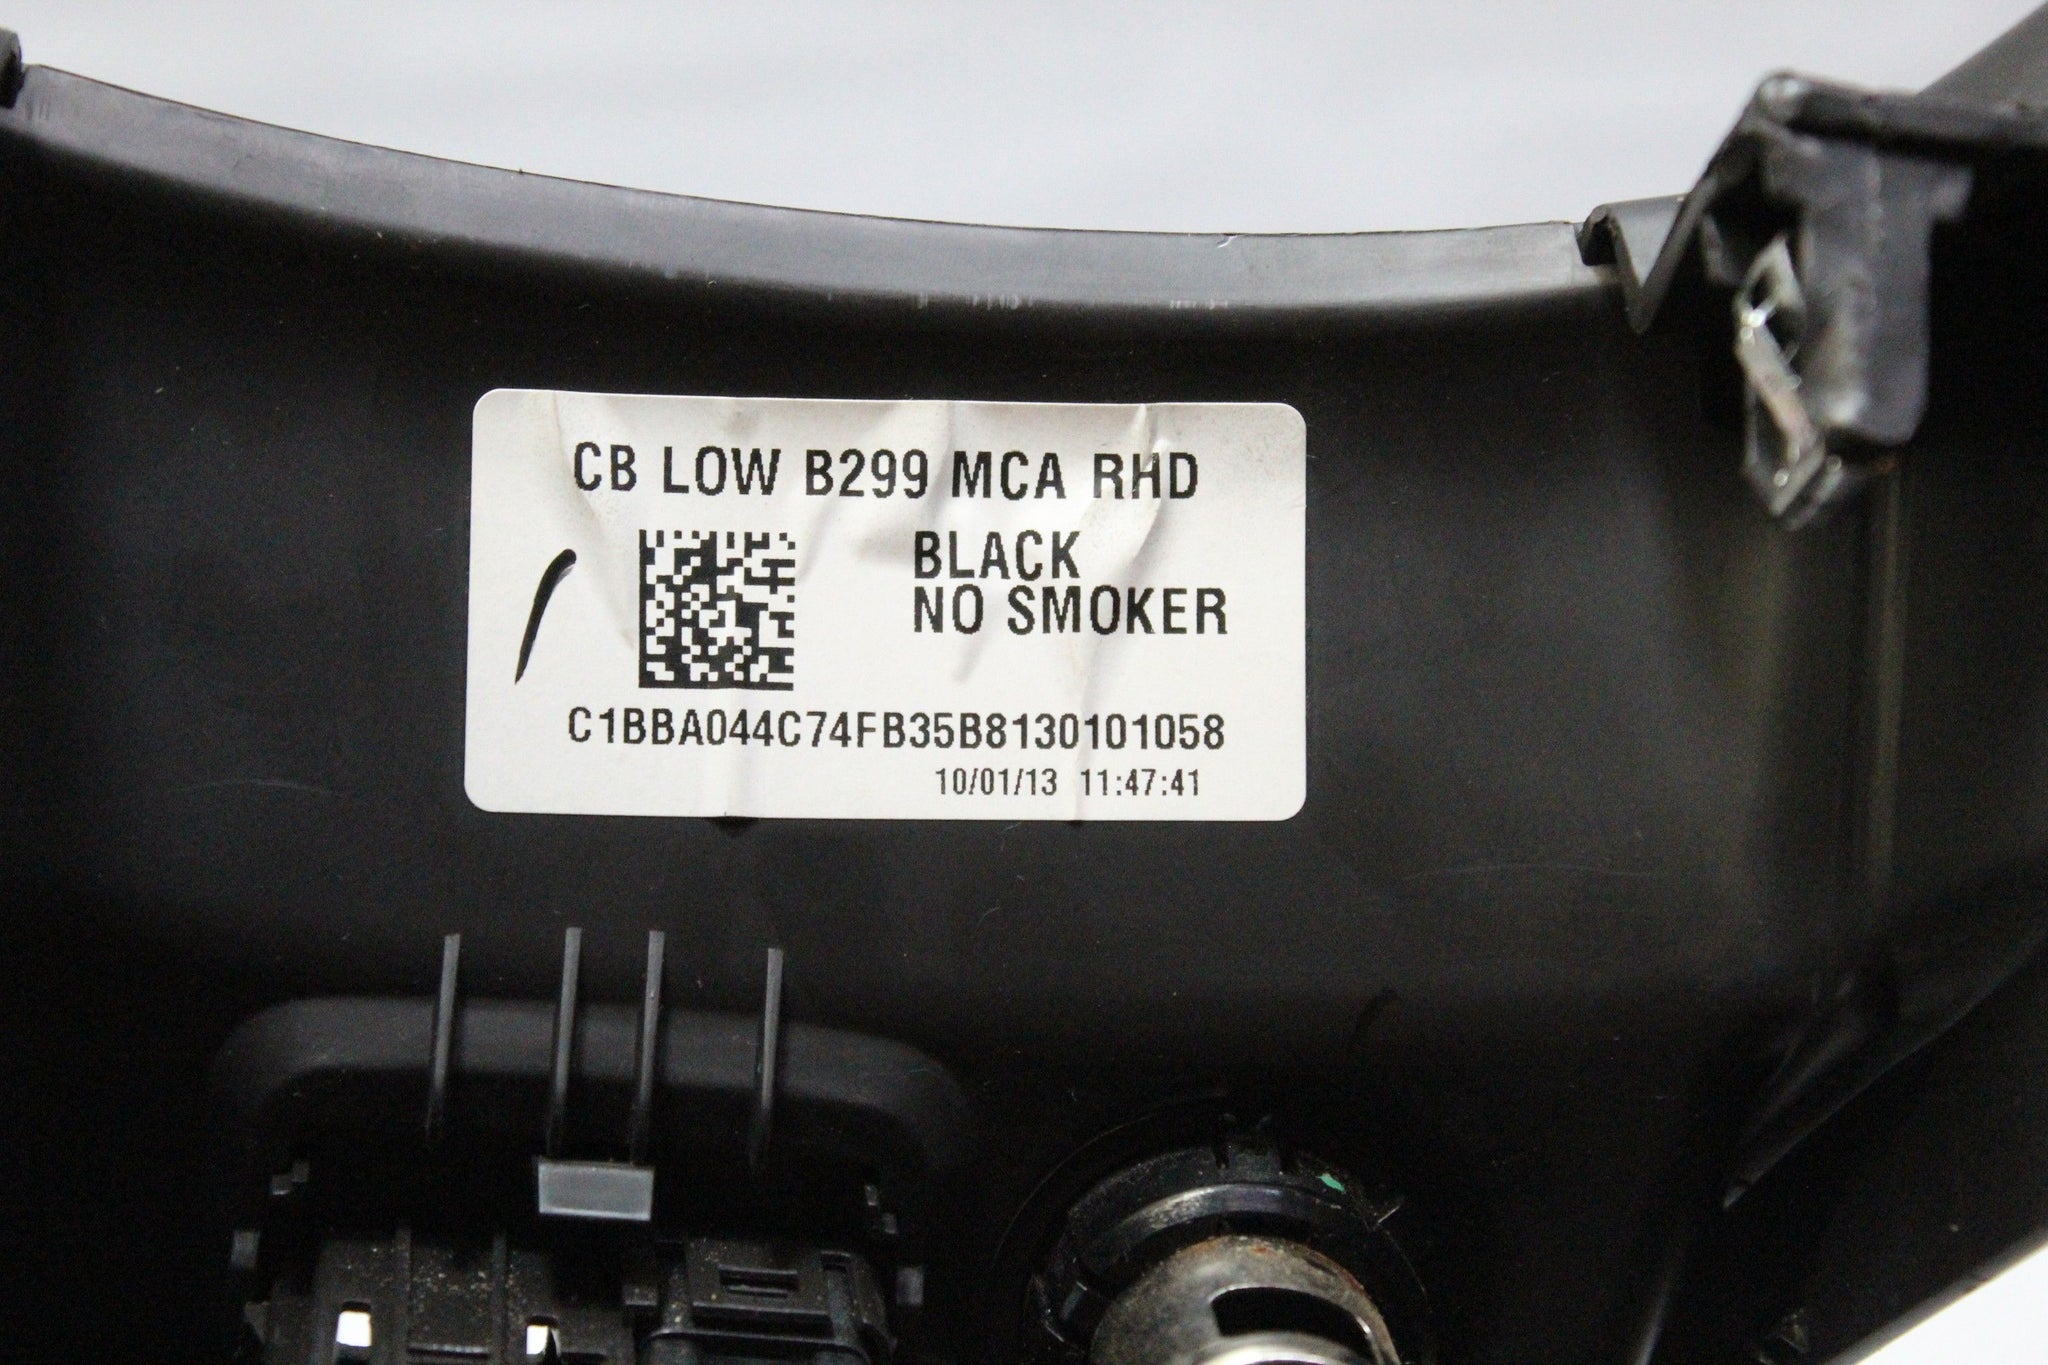 CB LOW B299 MCA RHD
BLACK
NO SMOKER
C1BBA044C74FB35B8130101058
10/01/13 11:47:41